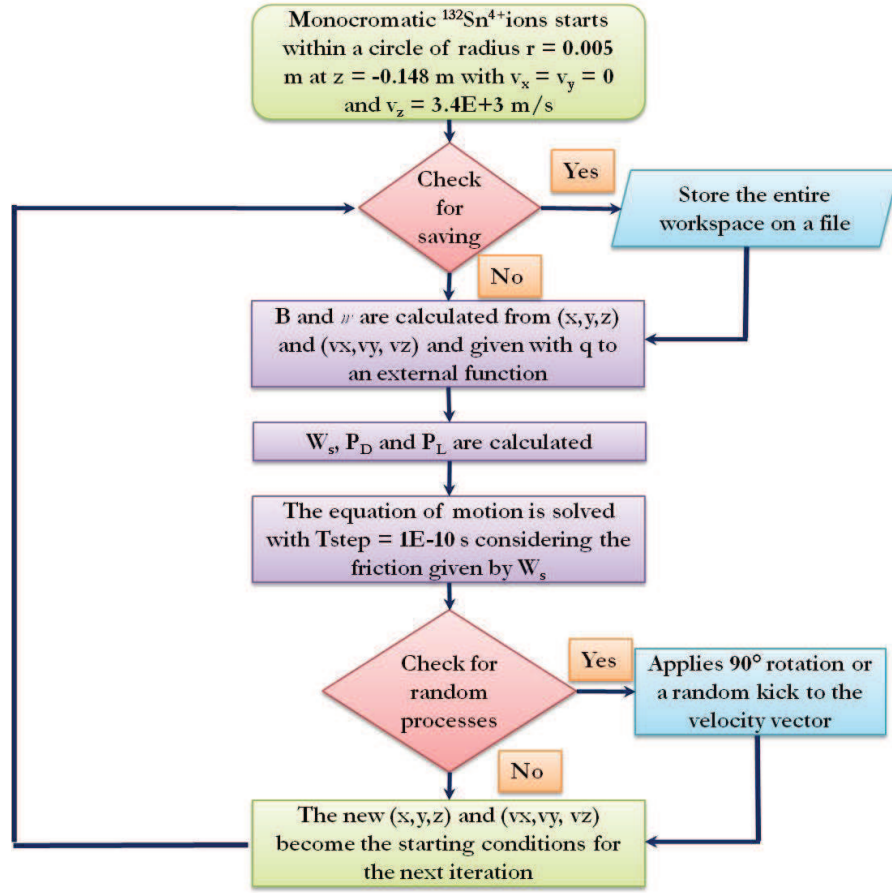 Monocromatic ¹³²Sn⁴⁺ions starts
within a circle of radius r = 0.005
m at z = -0.148 m with vₓ = vᵧ = 0
and v_z = 3.4E+3 m/s
Check
for
saving
Yes
Store the entire
workspace on a file
No
B and w are calculated from (x,y,z)
and (vx,vy, vz) and given with q to
an external function
Wₛ, P_D and P_L are calculated
The equation of motion is solved
with Tstep = 1E-10 s considering the
friction given by Wₛ
Check for
random
processes
Yes
Applies 90° rotation or
a random kick to the
velocity vector
No
The new (x,y,z) and (vx,vy, vz)
become the starting conditions for
the next iteration